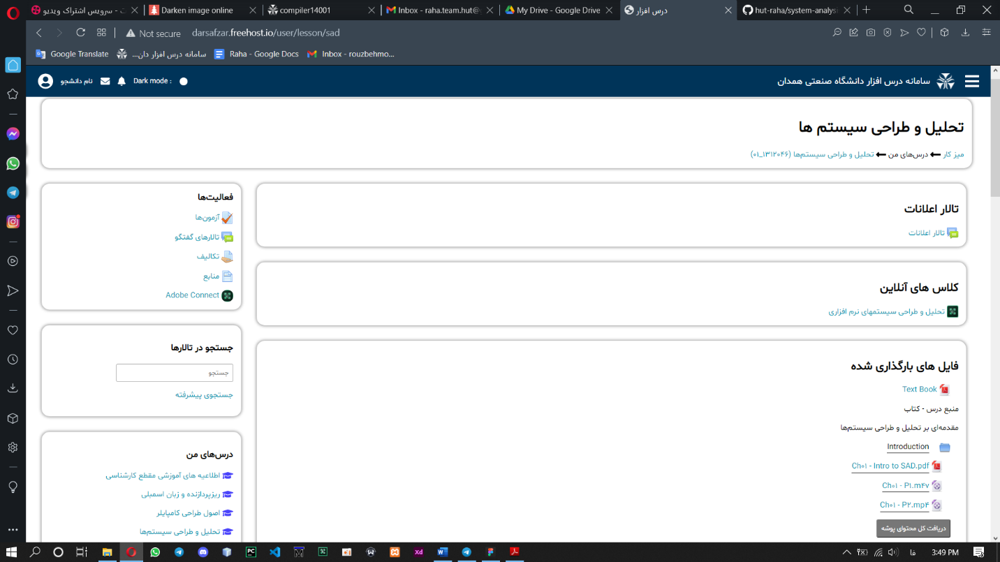 ت - سرویس اشتراک ویدیو
Darken image online
compiler14001
Inbox - raha.team.hut@g
My Drive - Google Drive
درس افزار
hut-raha/system-analysi
Not secure
darsafzar.freehost.io/user/lesson/sad
Google Translate
سامانه درس افزار دان...
Raha - Google Docs
Inbox - rouzbehmo...
سامانه درس افزار دانشگاه صنعتی همدان
Dark mode :
نام دانشجو
تحلیل و طراحی سیستم ها
میز کار
درس‌های من
تحلیل و طراحی سیستم‌ها (۱۳۱۲۰۴۶_۰۱)
تالار اعلانات
تالار اعلانات
کلاس های آنلاین
تحلیل و طراحی سیستمهای نرم افزاری
فایل های بارگذاری شده
Text Book
منبع درس - کتاب
مقدمه‌ای بر تحلیل و طراحی سیستم‌ها
Introduction
Ch۰۱ - Intro to SAD.pdf
Ch۰۱ - P۱.m۴v
Ch۰۱ - P۲.mp۴
دریافت کل محتوای پوشه
فعالیت‌ها
آزمون‌ها
تالارهای گفتگو
تکالیف
منابع
Adobe Connect
جستجو در تالارها
جستجو
جستجوی پیشرفته
درس‌های من
اطلاعیه های آموزشی مقطع کارشناسی
ریزپردازنده و زبان اسمبلی
اصول طراحی کامپایلر
تحلیل و طراحی سیستم‌ها
فا
3:49 PM